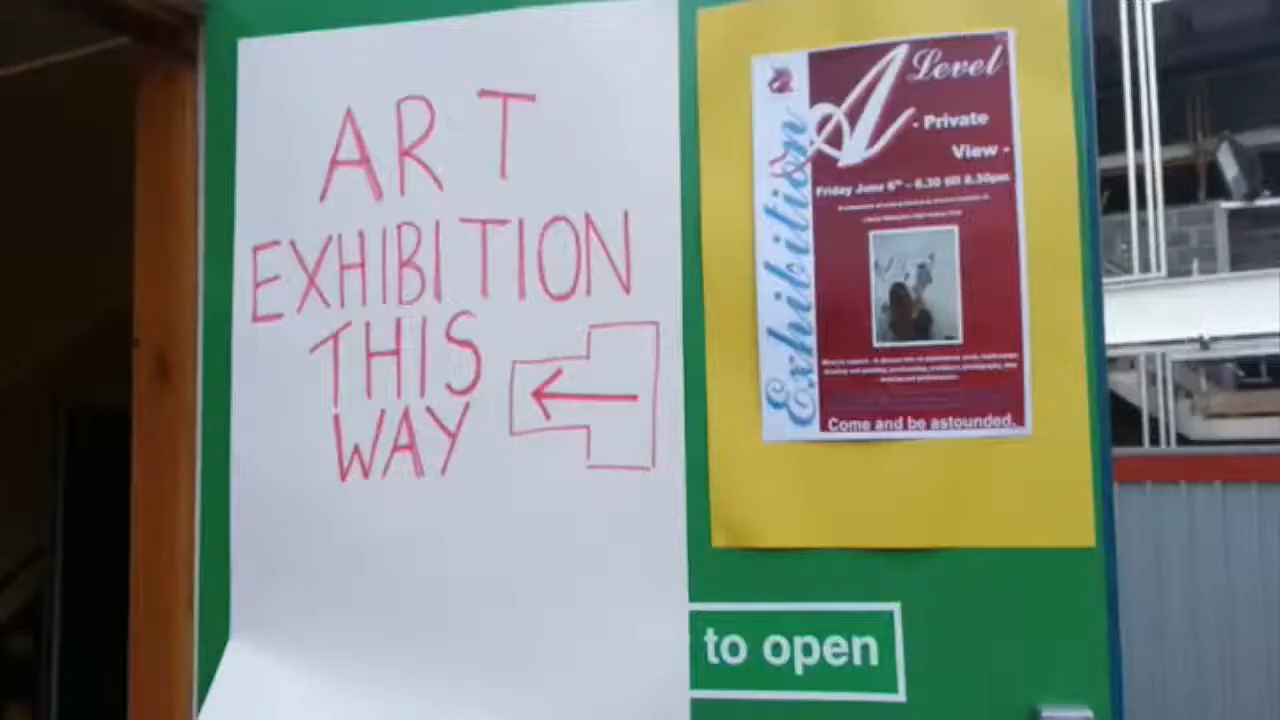 ART
EXHIBITION
THIS
WAY
A Level
Exhibition
- Private
View -
Friday June 6th - 6.30 till 8.30pm
Come and be astounded.
to open